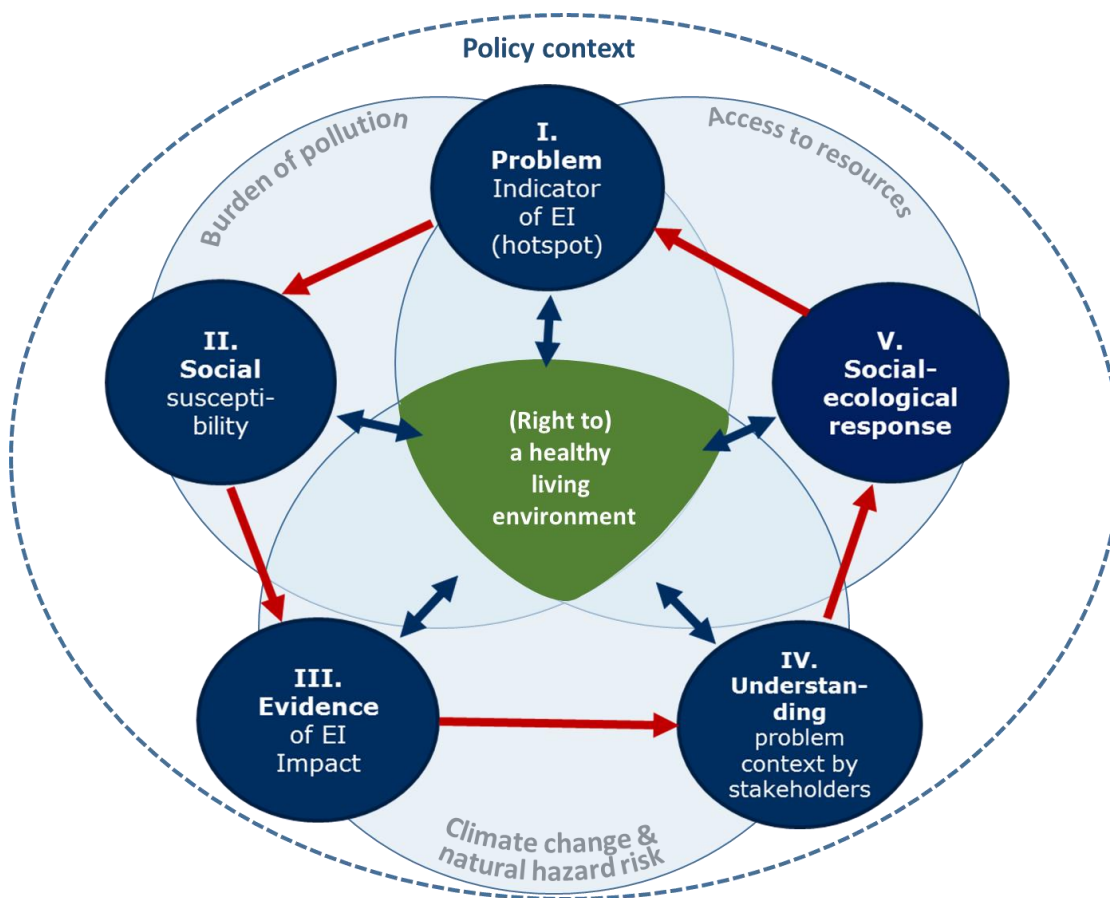 Policy context
Burden of pollution
Access to resources
I.
Problem
Indicator
of EI
(hotspot)
II.
Social
suscepti-
bility
V.
Social-
ecological
response
(Right to)
a healthy
living
environment
III.
Evidence
of EI
Impact
IV.
Understan-
ding
problem
context by
stakeholders
Climate change &
natural hazard risk